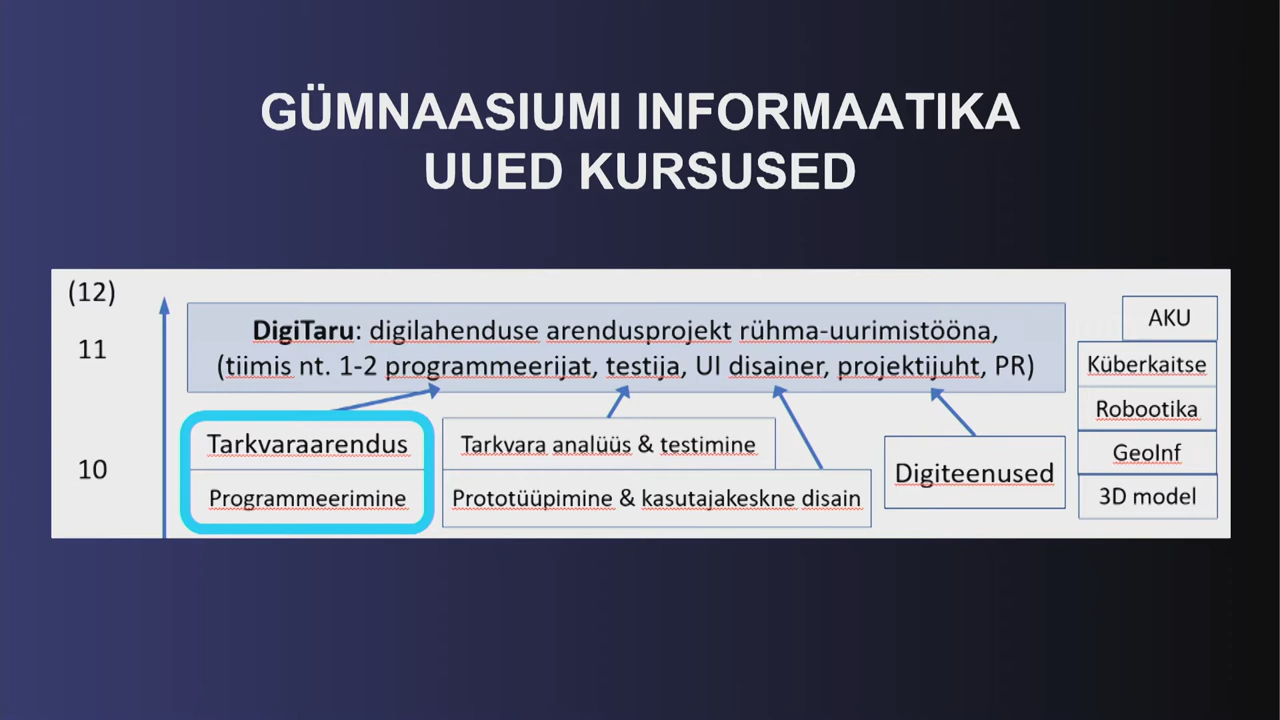 GÜMNAASIUMI INFORMAATIKA
UUED KURSUSED
(12)
11
10
DigiTaru: digilahenduse arendusprojekt rühma-uurimistööna,
(tiimis nt. 1-2 programmeerijat, testija, UI disainer, projektijuht, PR)
Tarkvaraarendus
Programmeerimine
Tarkvara analüüs & testimine
Prototüüpimine & kasutajakeskne disain
Digiteenused
AKU
Küberkaitse
Robootika
GeoInf
3D model